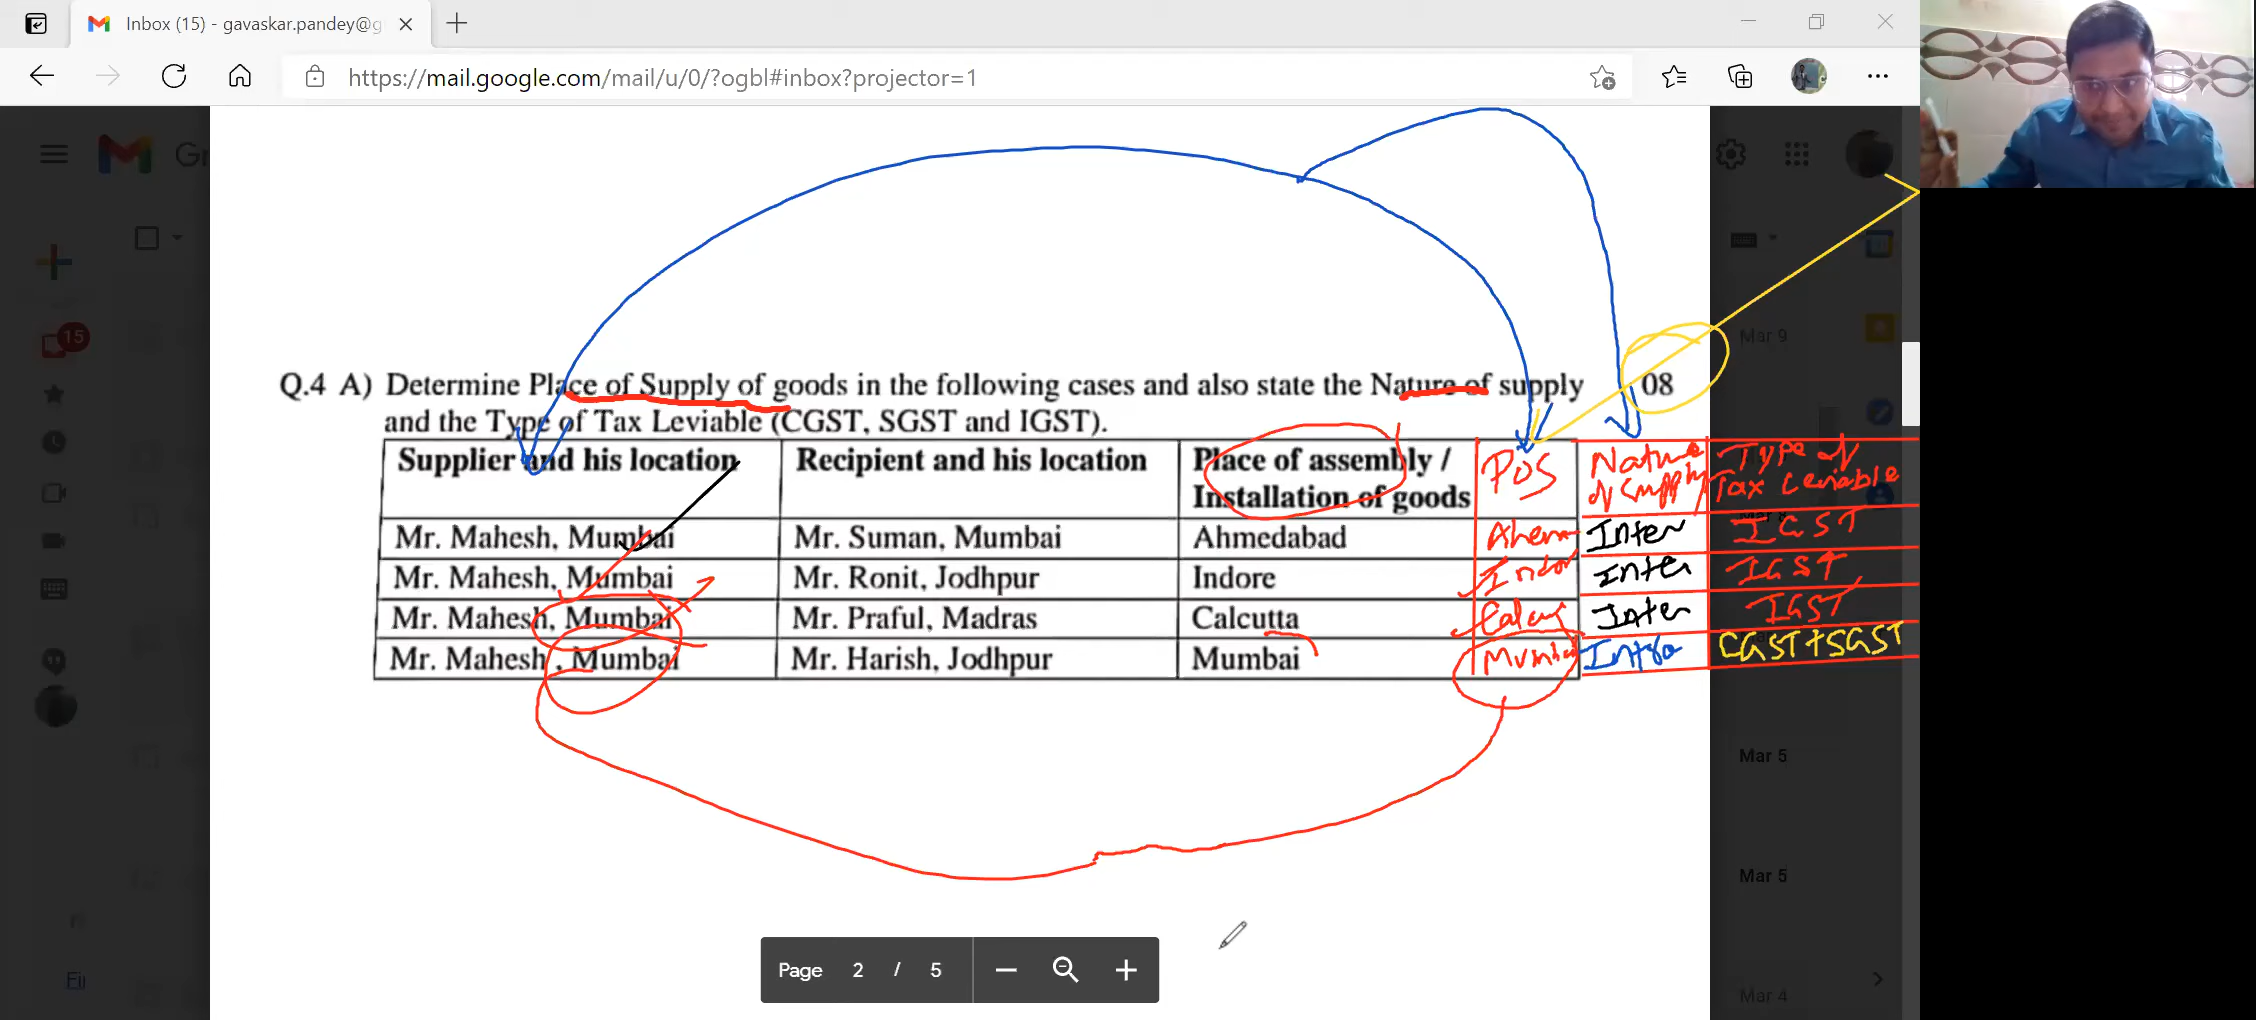 Inbox (15) - gavaskar.pandey@g
https://mail.google.com/mail/u/0/?ogbl#inbox?projector=1
Gr
15
Mar 9
Q.4 A) Determine Place of Supply of goods in the following cases and also state the Nature of supply 08
and the Type of Tax Leviable (CGST, SGST and IGST).
Supplier and his location Recipient and his location Place of assembly / Installation of goods POS Nature of Supply Type of Tax Leviable
Mr. Mahesh, Mumbai Mr. Suman, Mumbai Ahmedabad Ahem Inter IGST
Mr. Mahesh, Mumbai Mr. Ronit, Jodhpur Indore Indor Inter IGST
Mr. Mahesh, Mumbai Mr. Praful, Madras Calcutta Calcu Inter IGST
Mr. Mahesh , Mumbai Mr. Harish, Jodhpur Mumbai Mumbai Intra CGST+SGST
Mar 5
Mar 5
Page 2 / 5
Mar 4